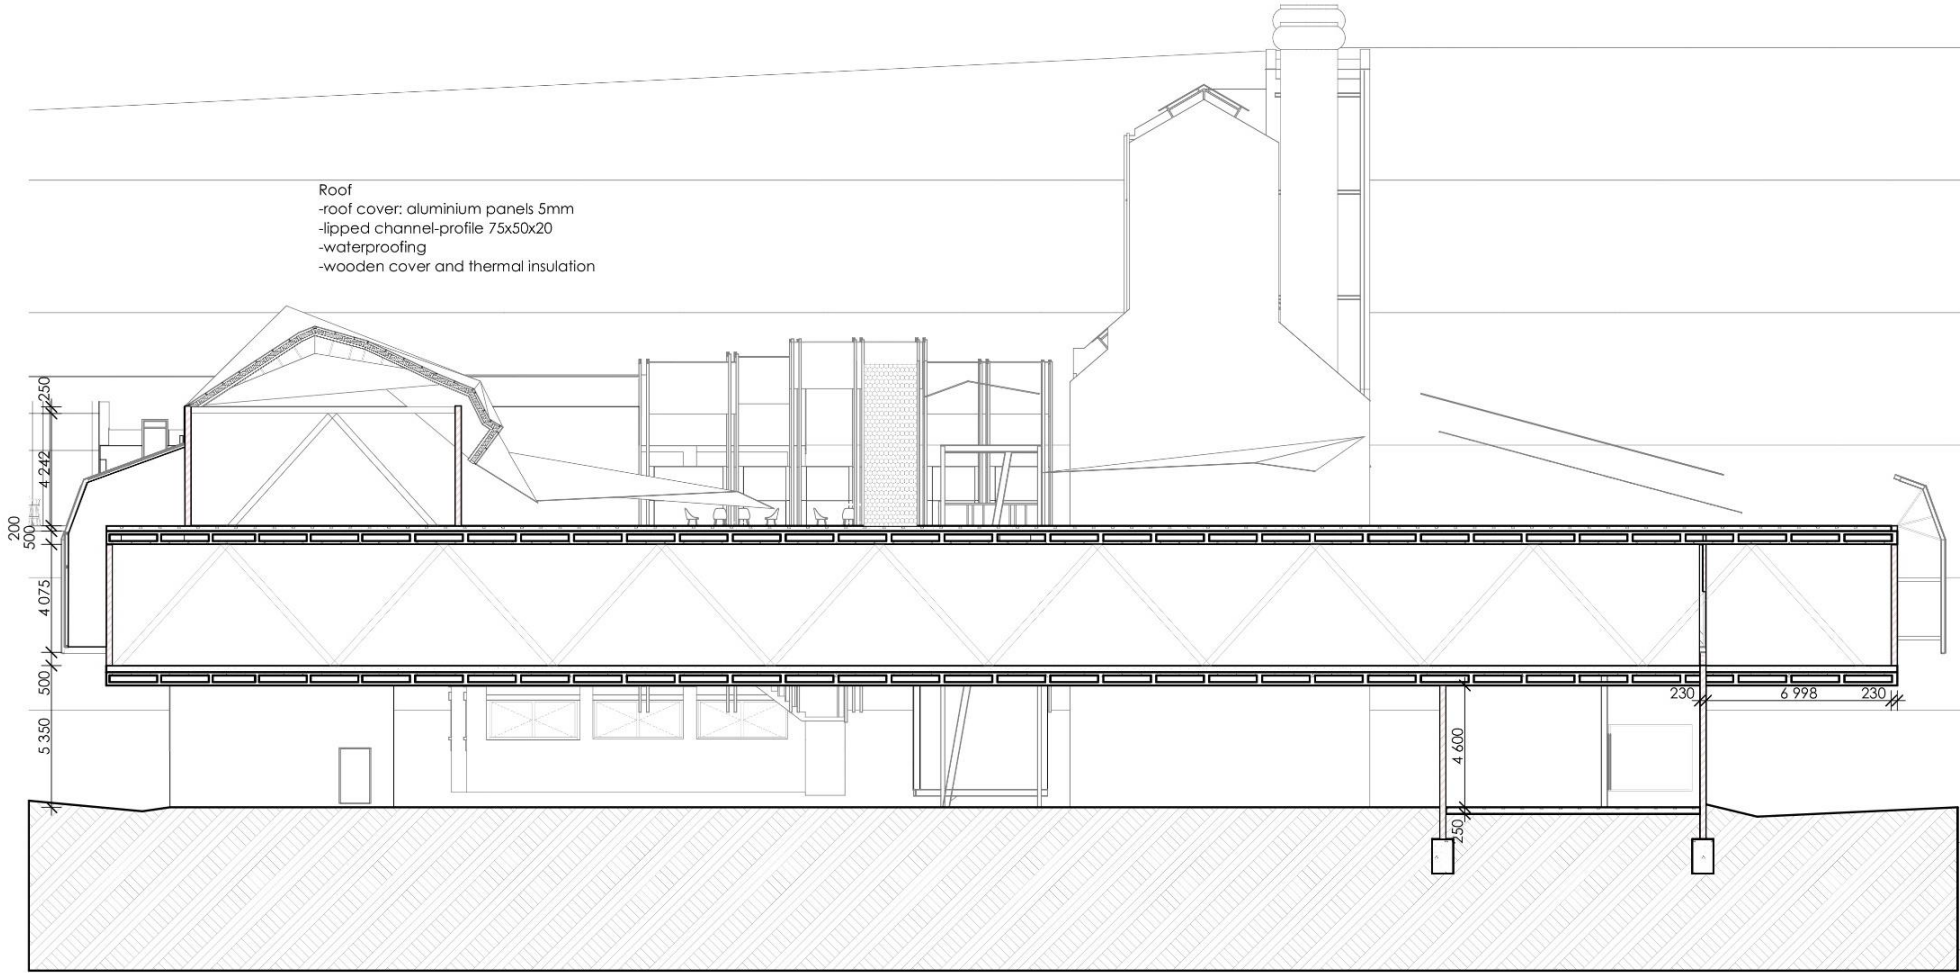 Roof
-roof cover: aluminium panels 5mm
-lipped channel-profile 75x50x20
-waterproofing
-wooden cover and thermal insulation
250
4 242
200
500
4 075
500
5 350
230
6 998
230
4 600
250